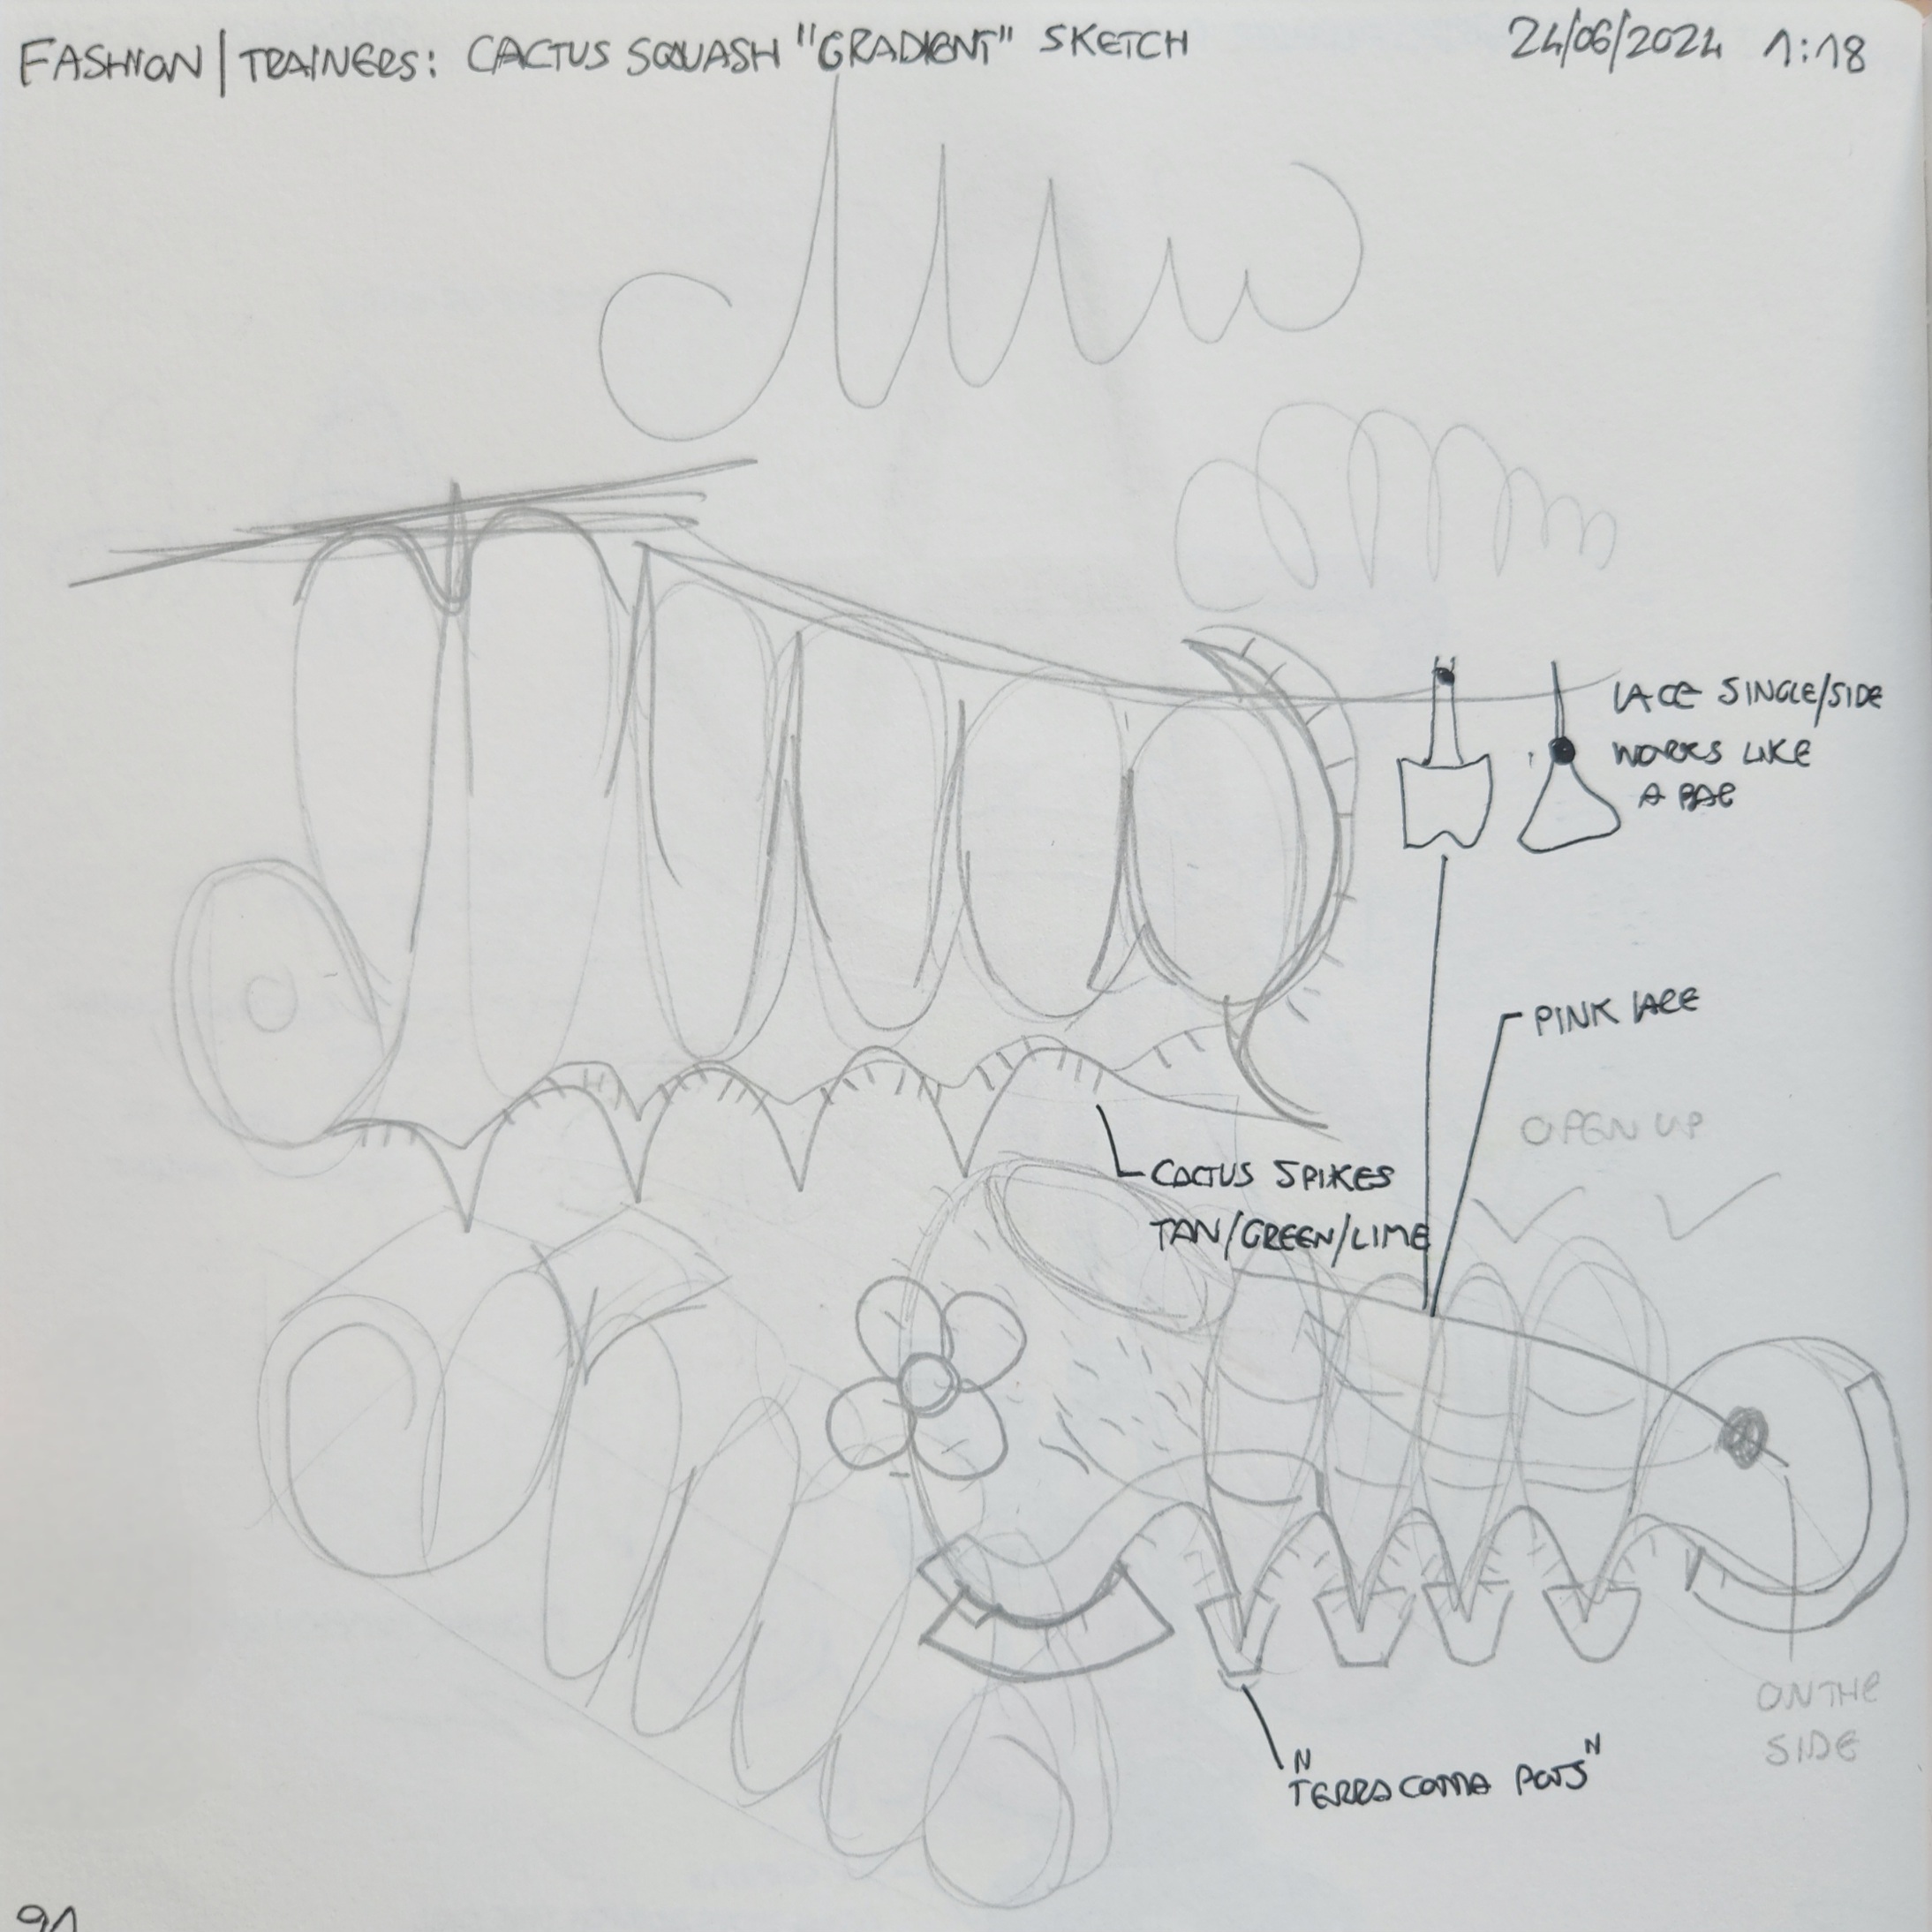 FASHION | TRAINERS: CACTUS SQUASH "GRADIENT" SKETCH
24/06/2024 1:18
LACE SINGLE/SIDE
WORKS LIKE
A BAG
PINK LACE
OPEN UP
CACTUS SPIKES
TAN/GREEN/LIME
ON THE
SIDE
"TERRACOTTA POTS"
91